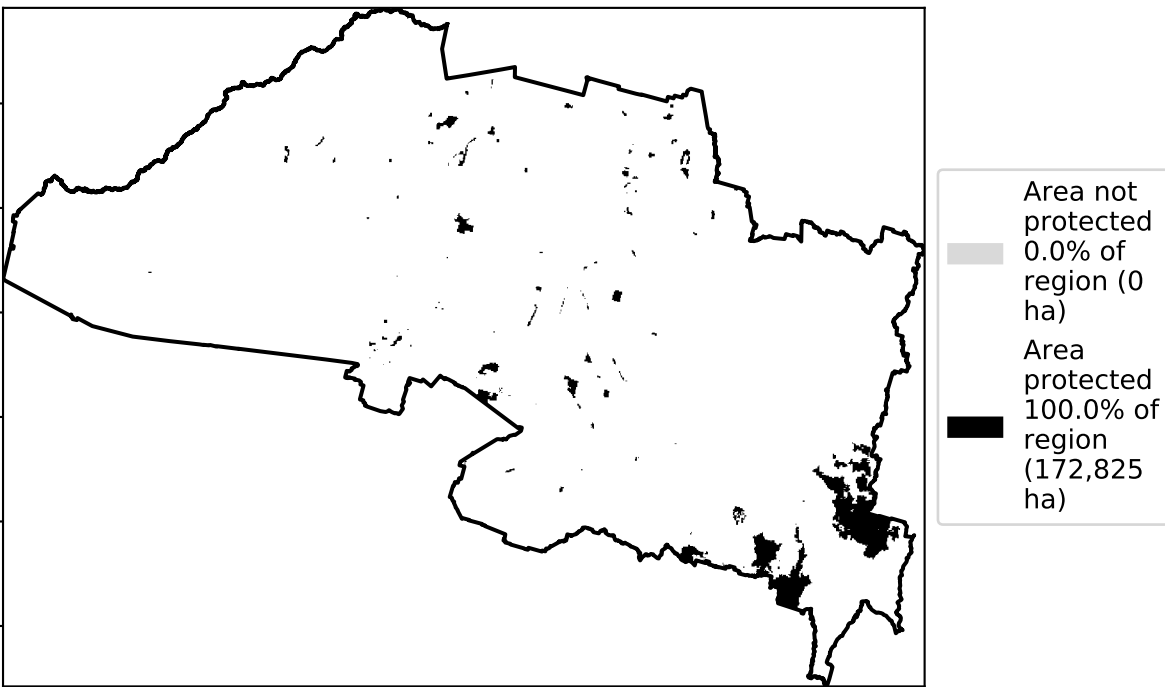 Area not
protected
0.0% of
region (0
ha)
Area
protected
100.0% of
region
(172,825
ha)